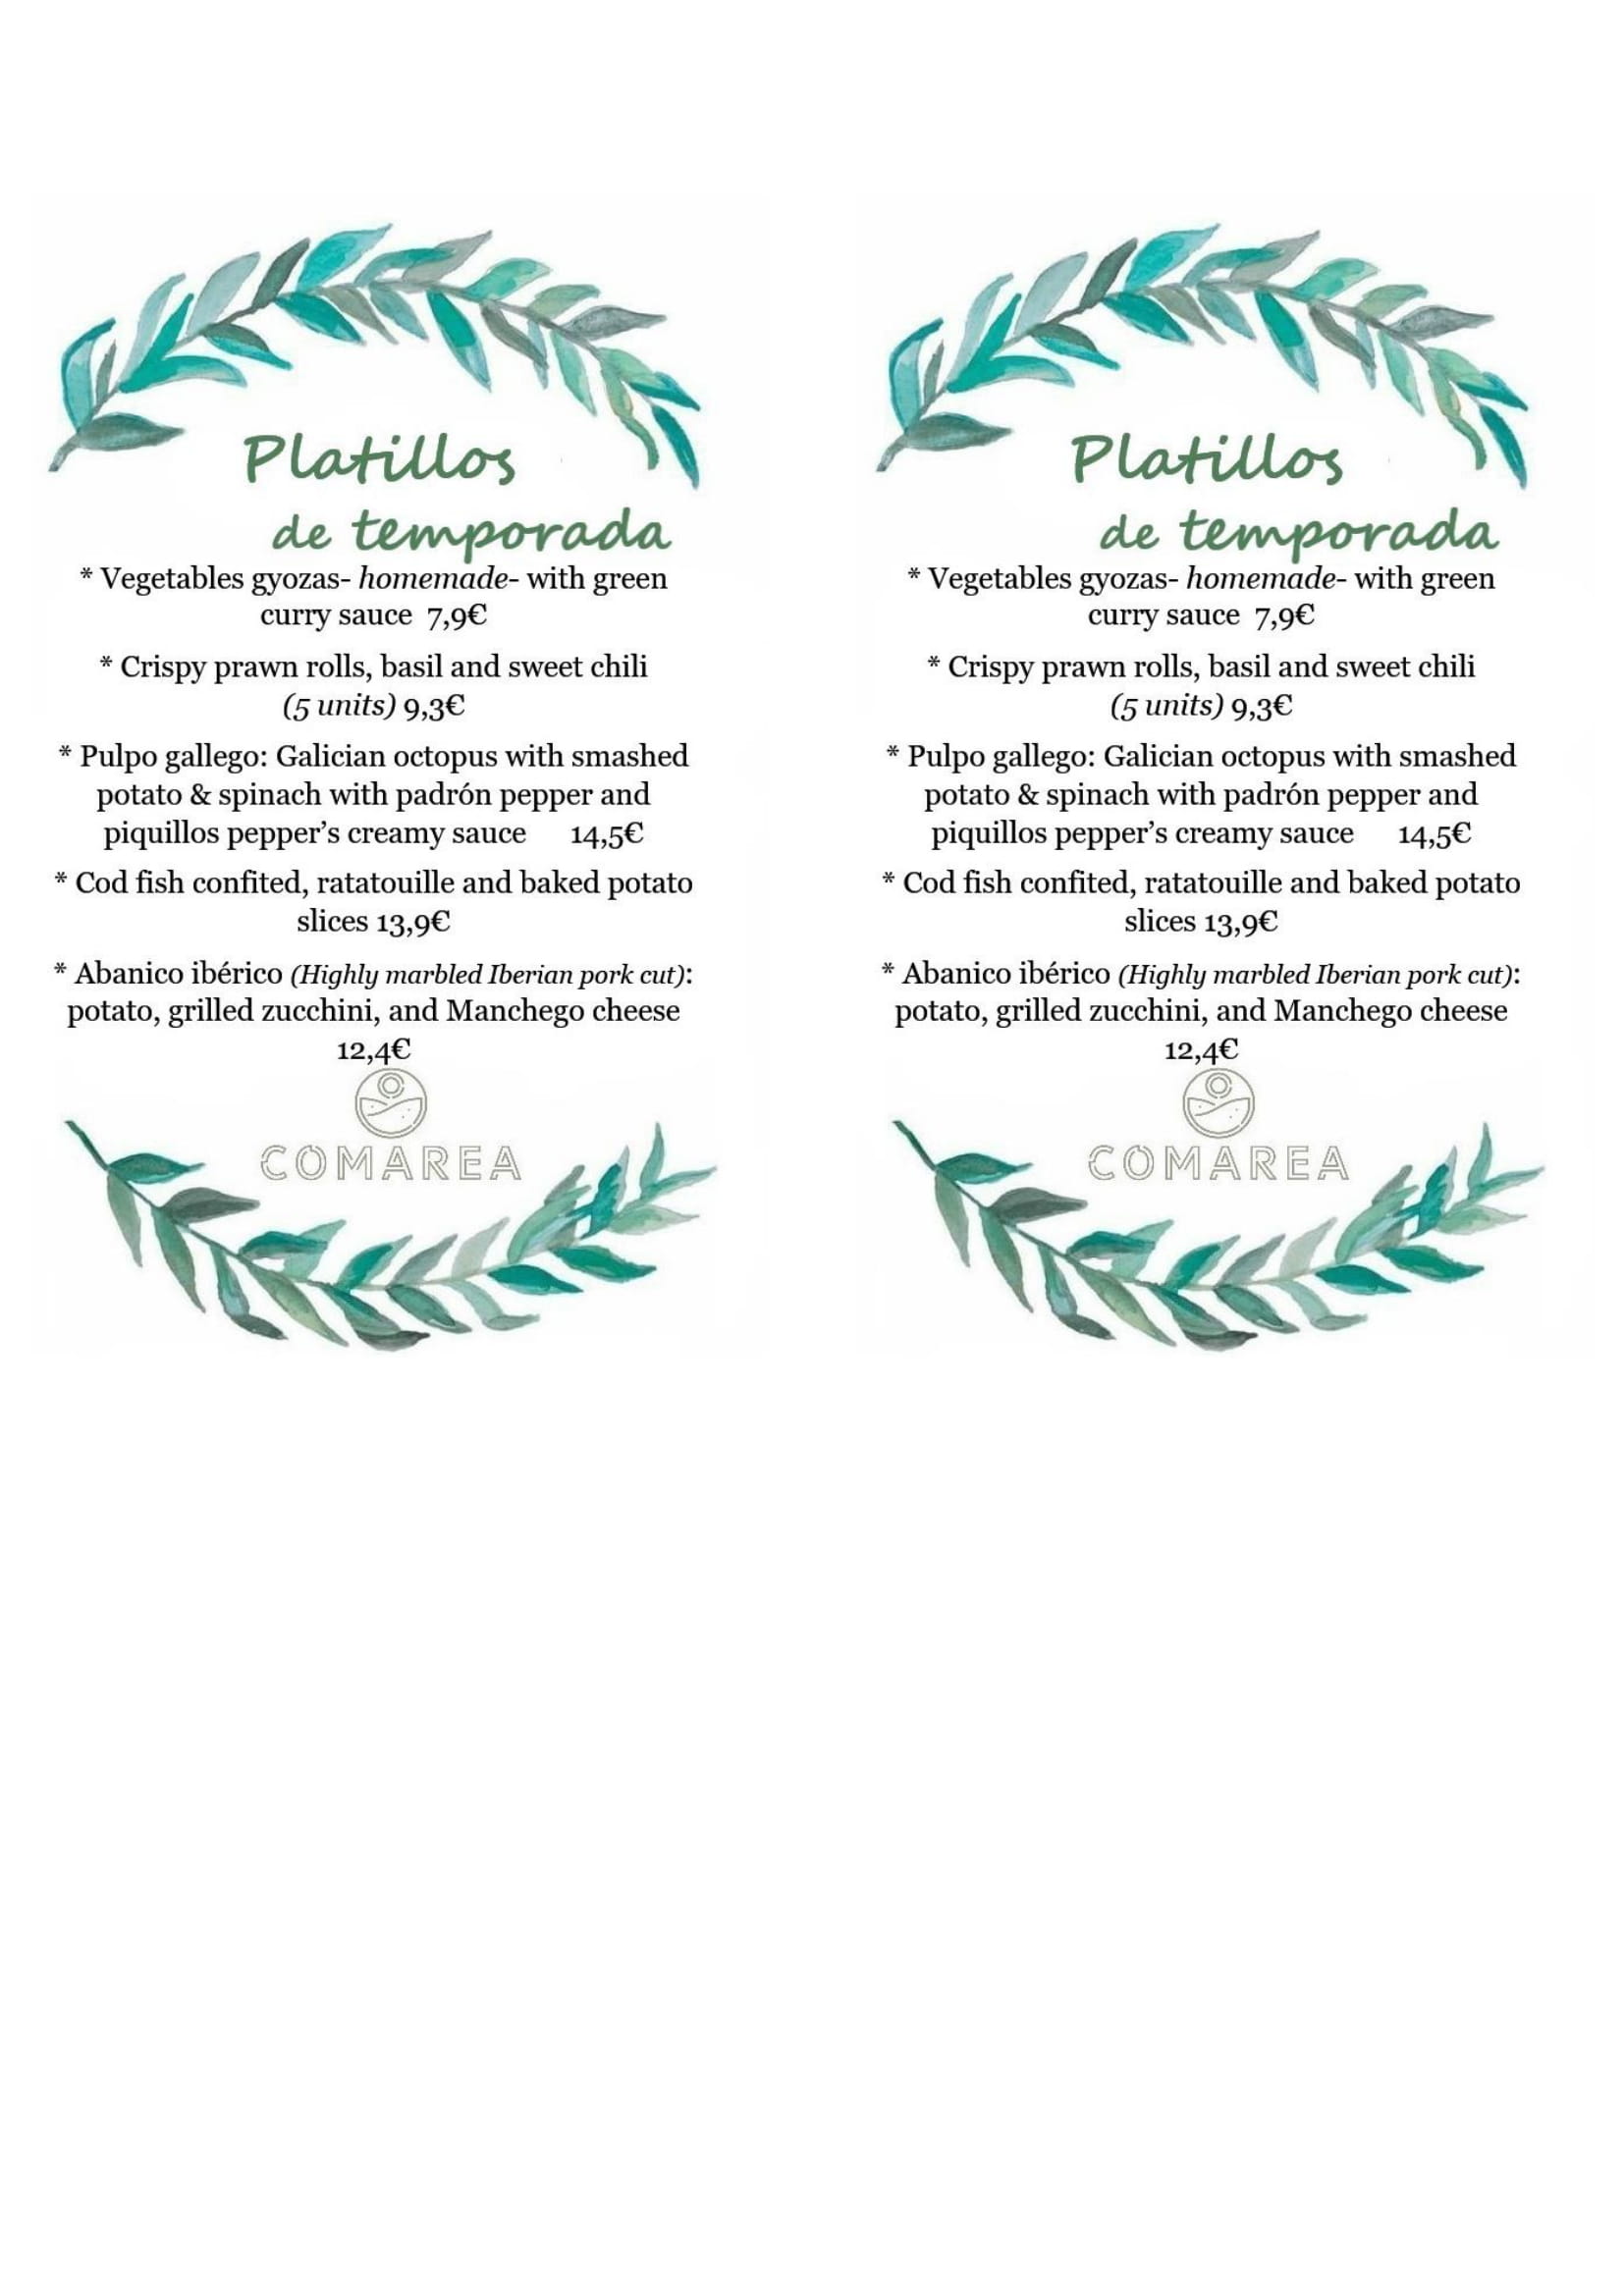 Platillos
de temporada
* Vegetables gyozas- homemade- with green
curry sauce 7,9€
* Crispy prawn rolls, basil and sweet chili
(5 units) 9,3€
* Pulpo gallego: Galician octopus with smashed
potato & spinach with padrón pepper and
piquillos pepper’s creamy sauce 14,5€
* Cod fish confited, ratatouille and baked potato
slices 13,9€
* Abanico ibérico (Highly marbled Iberian pork cut):
potato, grilled zucchini, and Manchego cheese
12,4€
COMAREA
Platillos
de temporada
* Vegetables gyozas- homemade- with green
curry sauce 7,9€
* Crispy prawn rolls, basil and sweet chili
(5 units) 9,3€
* Pulpo gallego: Galician octopus with smashed
potato & spinach with padrón pepper and
piquillos pepper’s creamy sauce 14,5€
* Cod fish confited, ratatouille and baked potato
slices 13,9€
* Abanico ibérico (Highly marbled Iberian pork cut):
potato, grilled zucchini, and Manchego cheese
12,4€
COMAREA